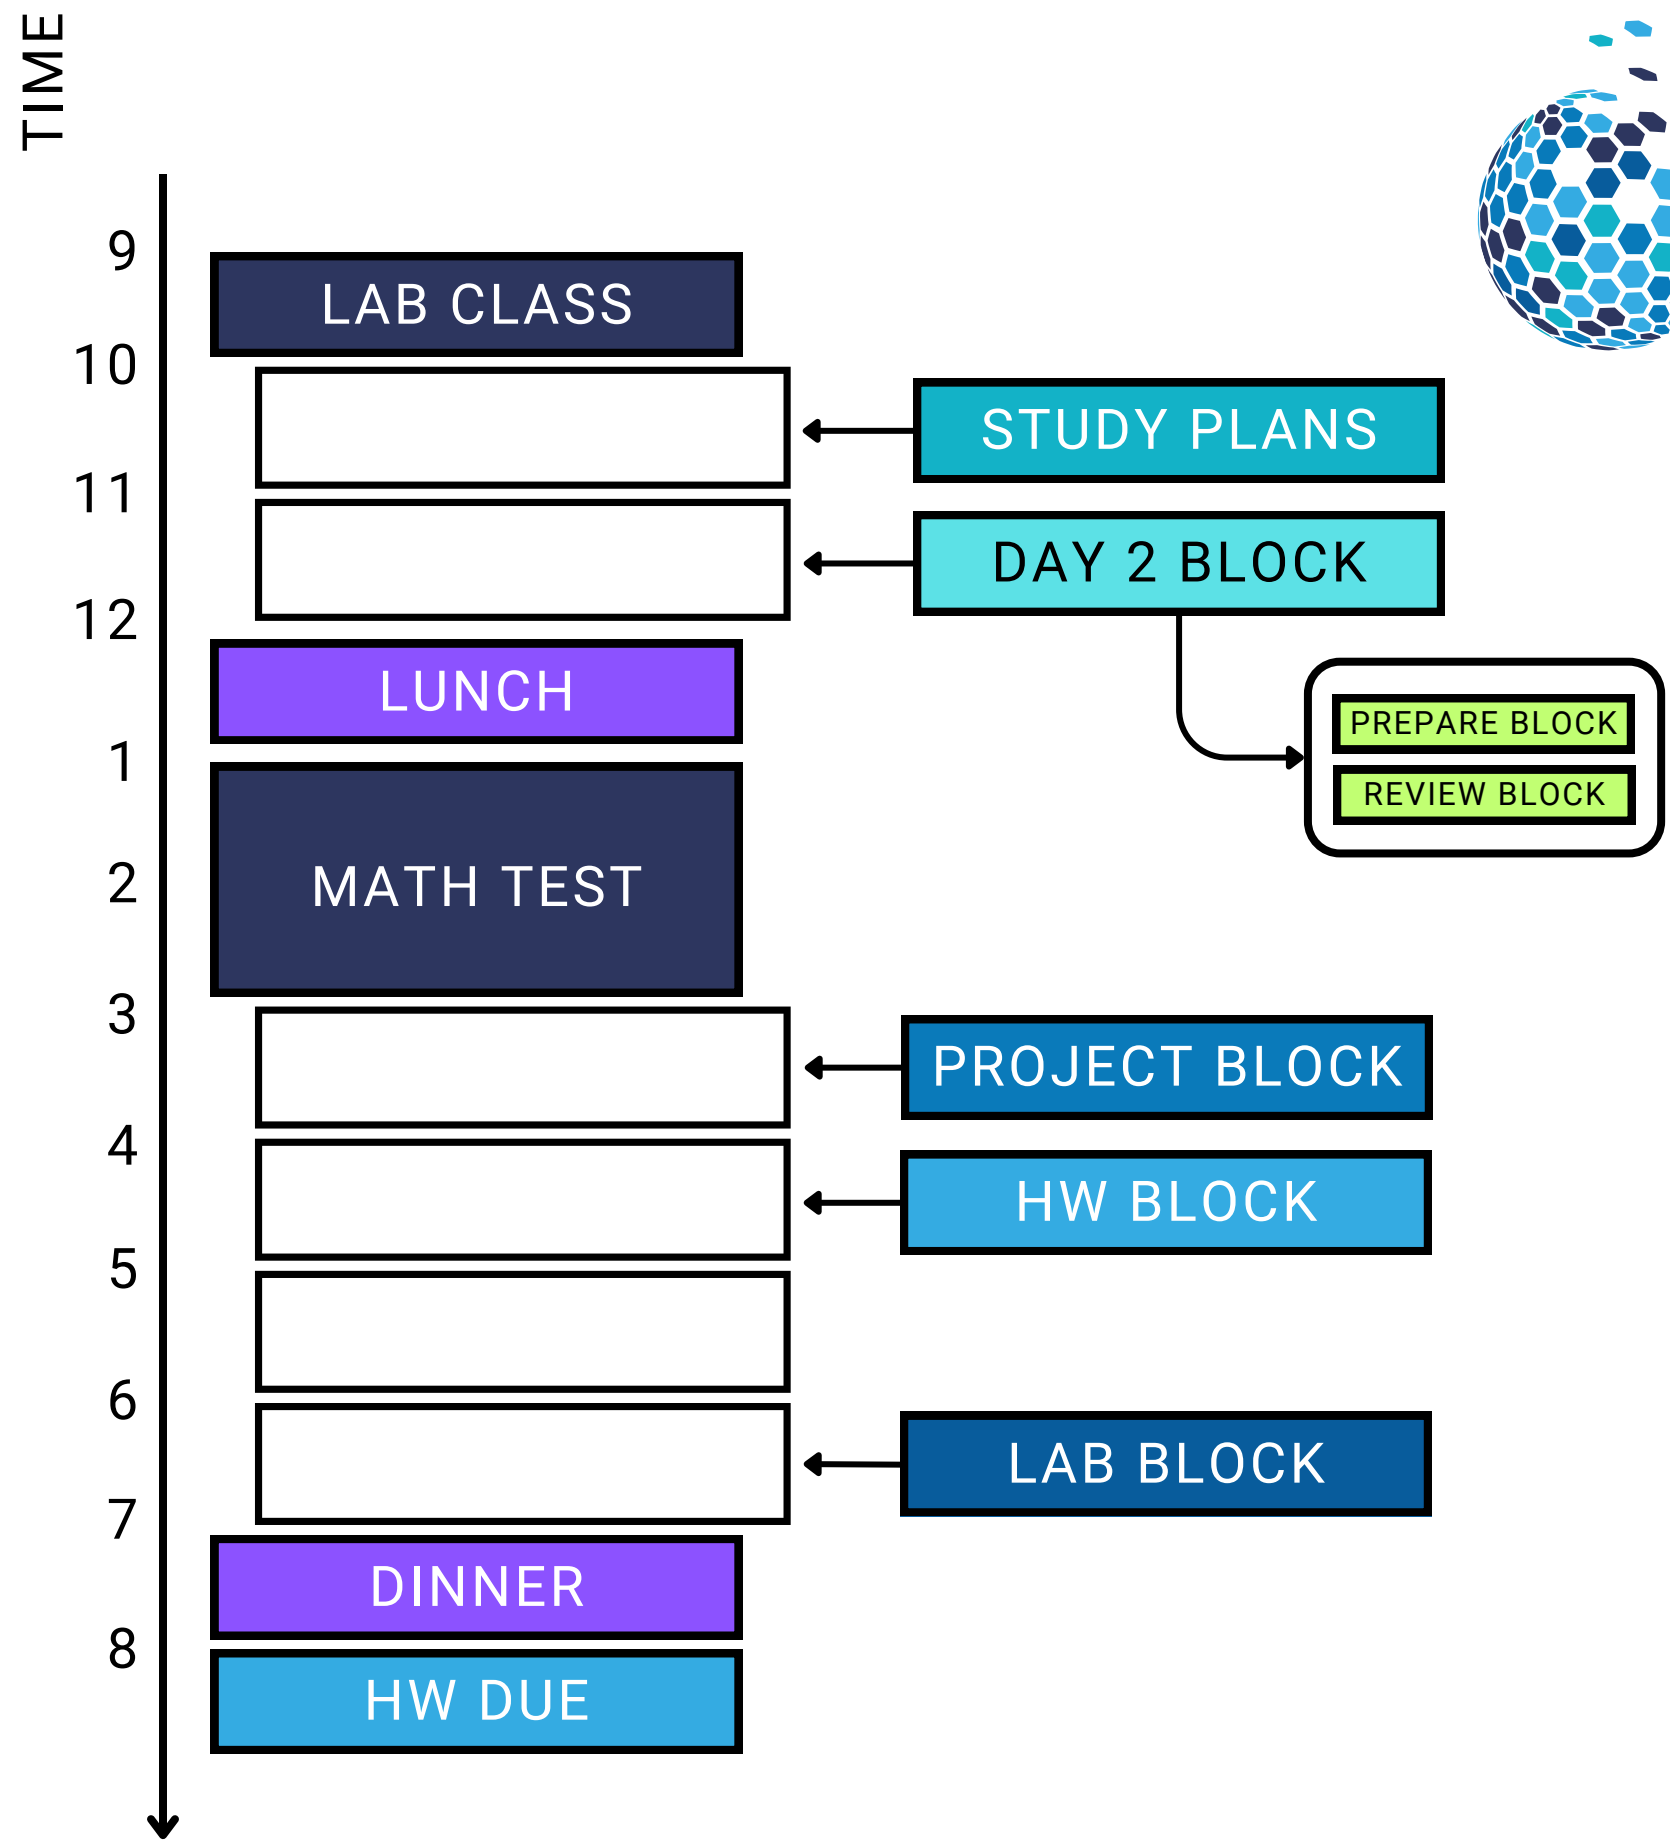 TIME
9
LAB CLASS
10
STUDY PLANS
11
DAY 2 BLOCK
12
LUNCH
PREPARE BLOCK
1
REVIEW BLOCK
MATH TEST
2
3
PROJECT BLOCK
4
HW BLOCK
5
6
LAB BLOCK
7
DINNER
8
HW DUE